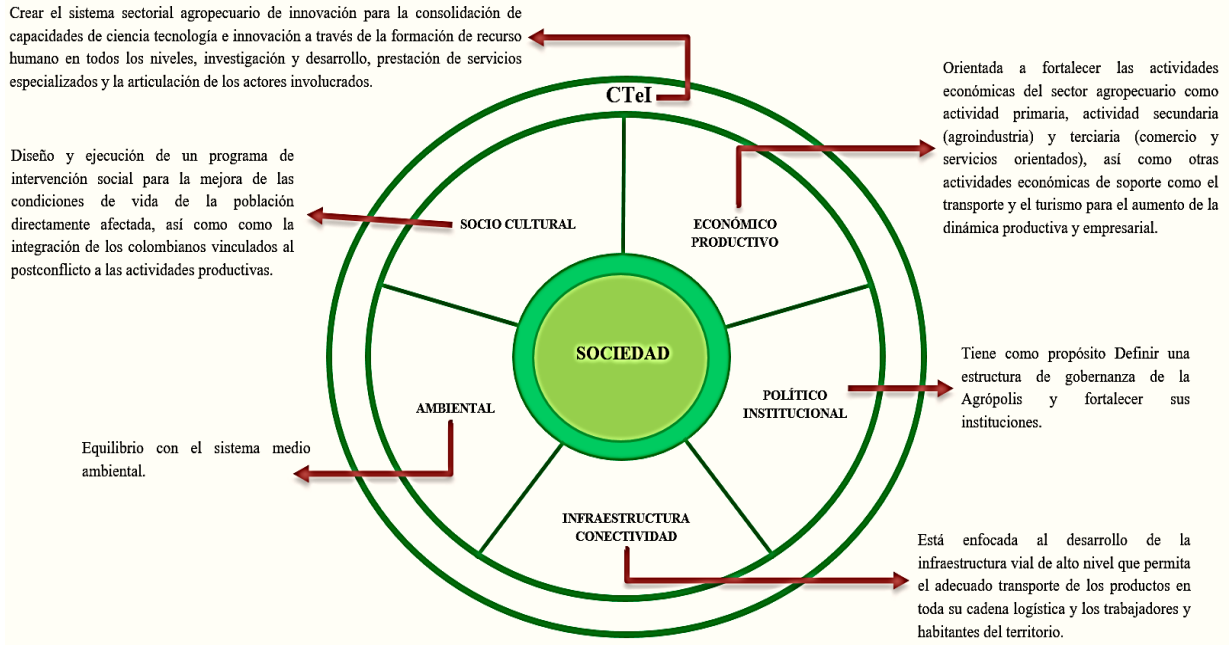 Crear el sistema sectorial agropecuario de innovación para la consolidación de
capacidades de ciencia tecnología e innovación a través de la formación de recurso
humano en todos los niveles, investigación y desarrollo, prestación de servicios
especializados y la articulación de los actores involucrados.
CTeI
Orientada a fortalecer las actividades
económicas del sector agropecuario como
actividad primaria, actividad secundaria
(agroindustria) y terciaria (comercio y
servicios orientados), así como otras
actividades económicas de soporte como el
transporte y el turismo para el aumento de la
dinámica productiva y empresarial.
Diseño y ejecución de un programa de
intervención social para la mejora de las
condiciones de vida de la población
directamente afectada, así como como la
integración de los colombianos vinculados al
postconflicto a las actividades productivas.
SOCIO CULTURAL
ECONÓMICO
PRODUCTIVO
SOCIEDAD
Tiene como propósito Definir una
estructura de gobernanza de la
Agrópolis y fortalecer sus
instituciones.
POLÍTICO
INSTITUCIONAL
AMBIENTAL
Equilibrio con el sistema medio
ambiental.
INFRAESTRUCTURA
CONECTIVIDAD
Está enfocada al desarrollo de la
infraestructura vial de alto nivel que permita
el adecuado transporte de los productos en
toda su cadena logística y los trabajadores y
habitantes del territorio.